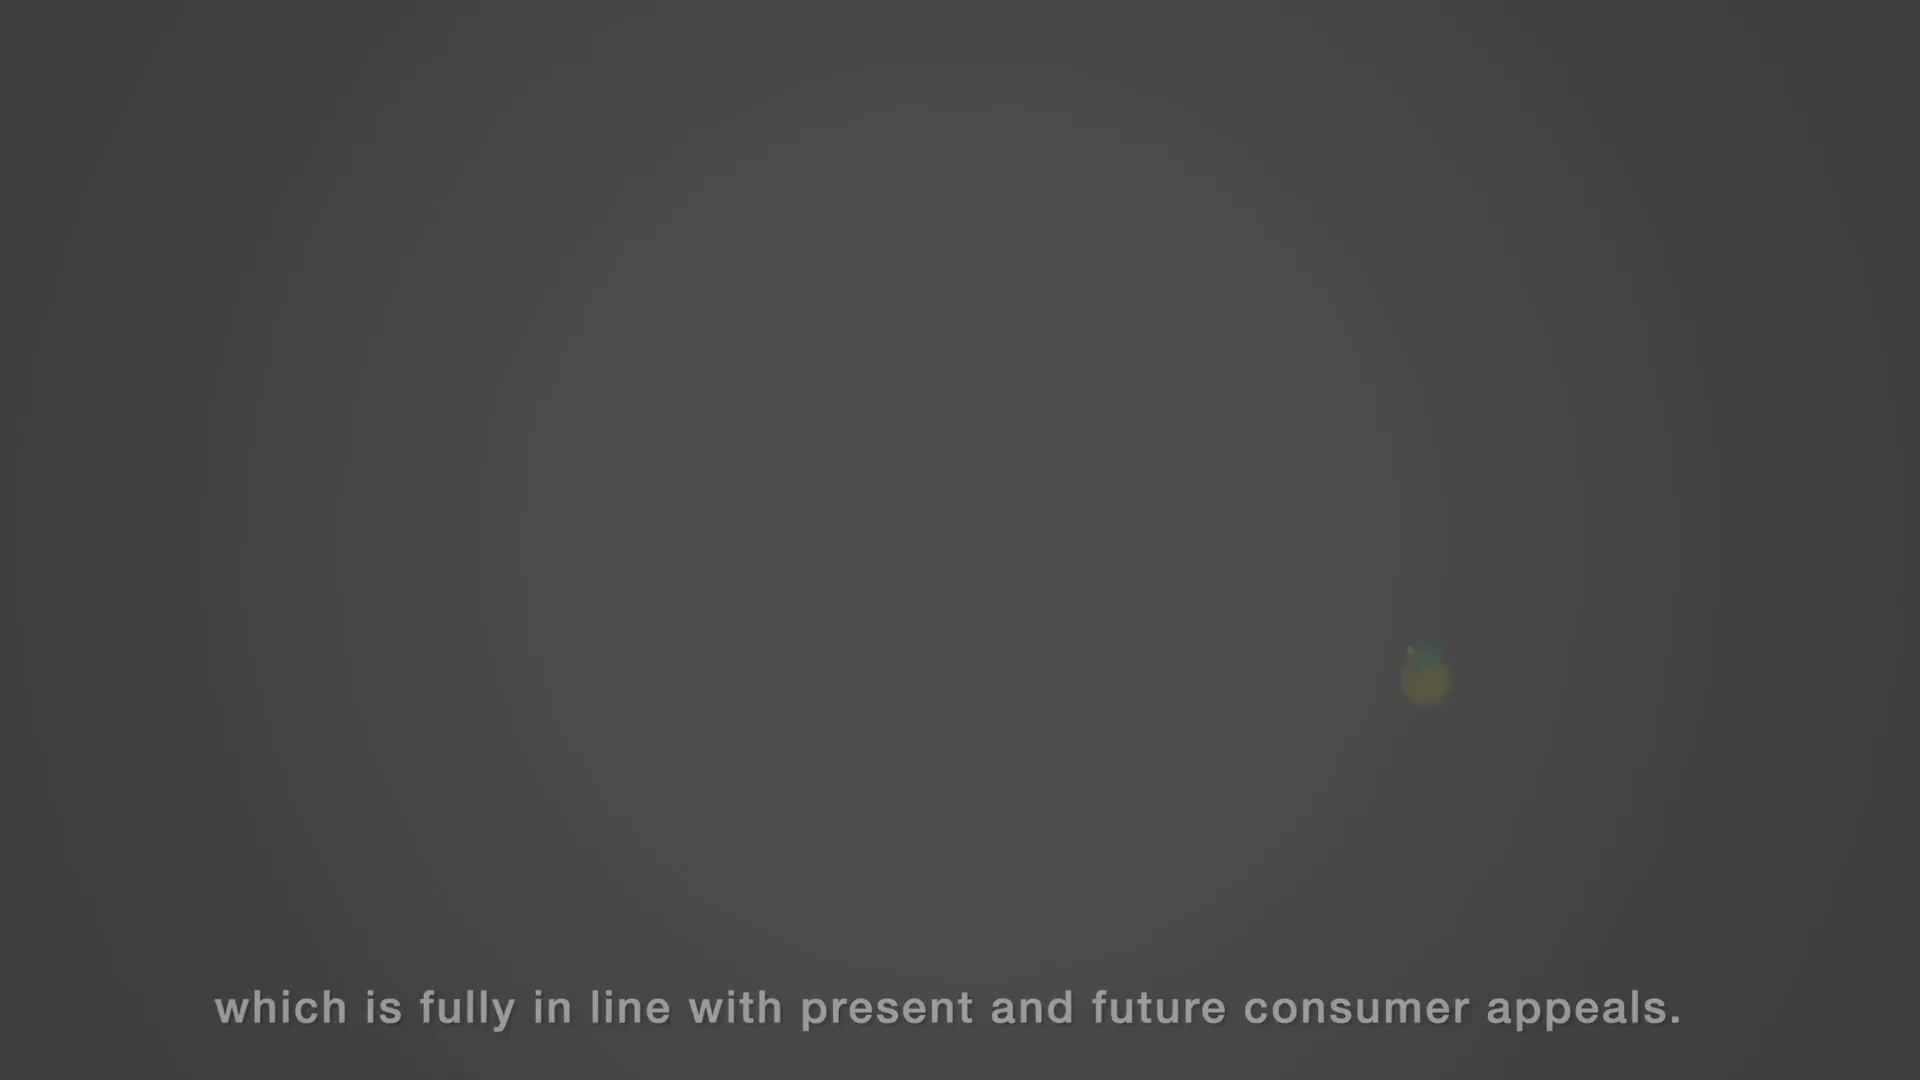 which is fully in line with present and future consumer appeals.